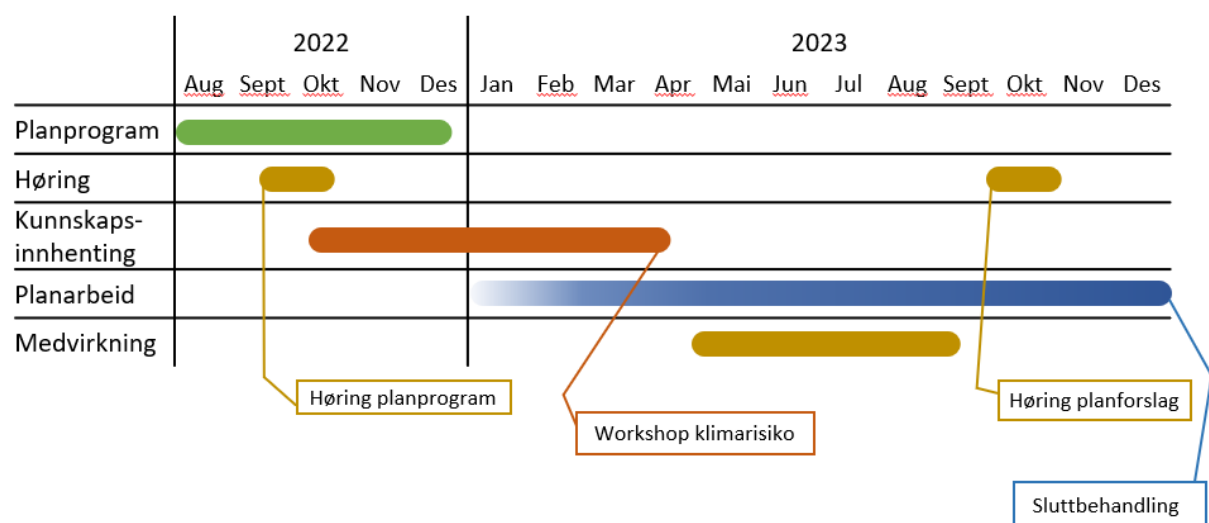 2022 2023
Aug Sept Okt Nov Des Jan Feb Mar Apr Mai Jun Jul Aug Sept Okt Nov Des
Planprogram
Høring
Kunnskaps-
innhenting
Planarbeid
Medvirkning
Høring planprogram
Høring planforslag
Workshop klimarisiko
Sluttbehandling